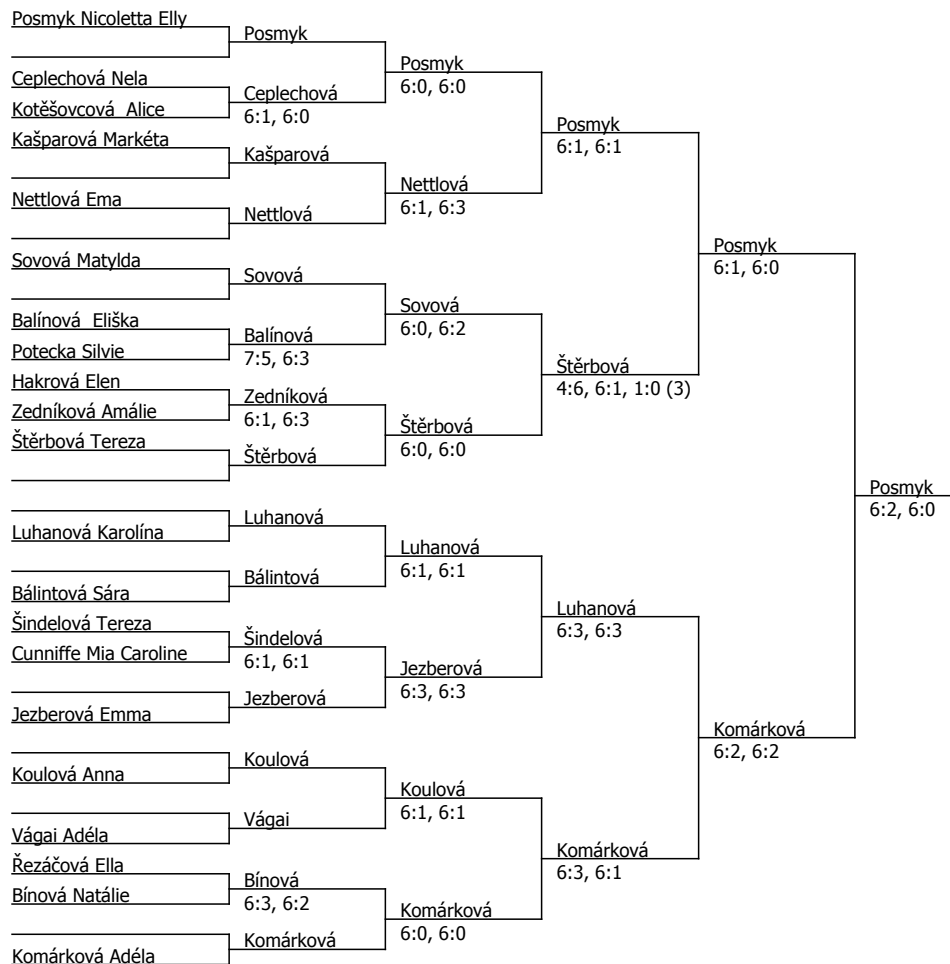 Posmyk Nicoletta Elly
Ceplechová Nela
Kotěšovcová  Alice
Kašparová Markéta
Nettlová Ema
Sovová Matylda
Balínová  Eliška
Potecka Silvie
Hakrová Elen
Zedníková Amálie
Štěrbová Tereza
Luhanová Karolína
Bálintová Sára
Šindelová Tereza
Cunniffe Mia Caroline
Jezberová Emma
Koulová Anna
Vágai Adéla
Řezáčová Ella
Bínová Natálie
Komárková Adéla
Posmyk
Ceplechová
6:1, 6:0
Kašparová
Nettlová
Sovová
Balínová
7:5, 6:3
Zedníková
6:1, 6:3
Štěrbová
Luhanová
Bálintová
Šindelová
6:1, 6:1
Jezberová
Koulová
Vágai
Bínová
6:3, 6:2
Komárková
Posmyk
6:0, 6:0
Nettlová
6:1, 6:3
Sovová
6:0, 6:2
Štěrbová
6:0, 6:0
Luhanová
6:1, 6:1
Jezberová
6:3, 6:3
Koulová
6:1, 6:1
Komárková
6:0, 6:0
Posmyk
6:1, 6:1
Štěrbová
4:6, 6:1, 1:0 (3)
Luhanová
6:3, 6:3
Komárková
6:3, 6:1
Posmyk
6:1, 6:0
Komárková
6:2, 6:2
Posmyk
6:2, 6:0